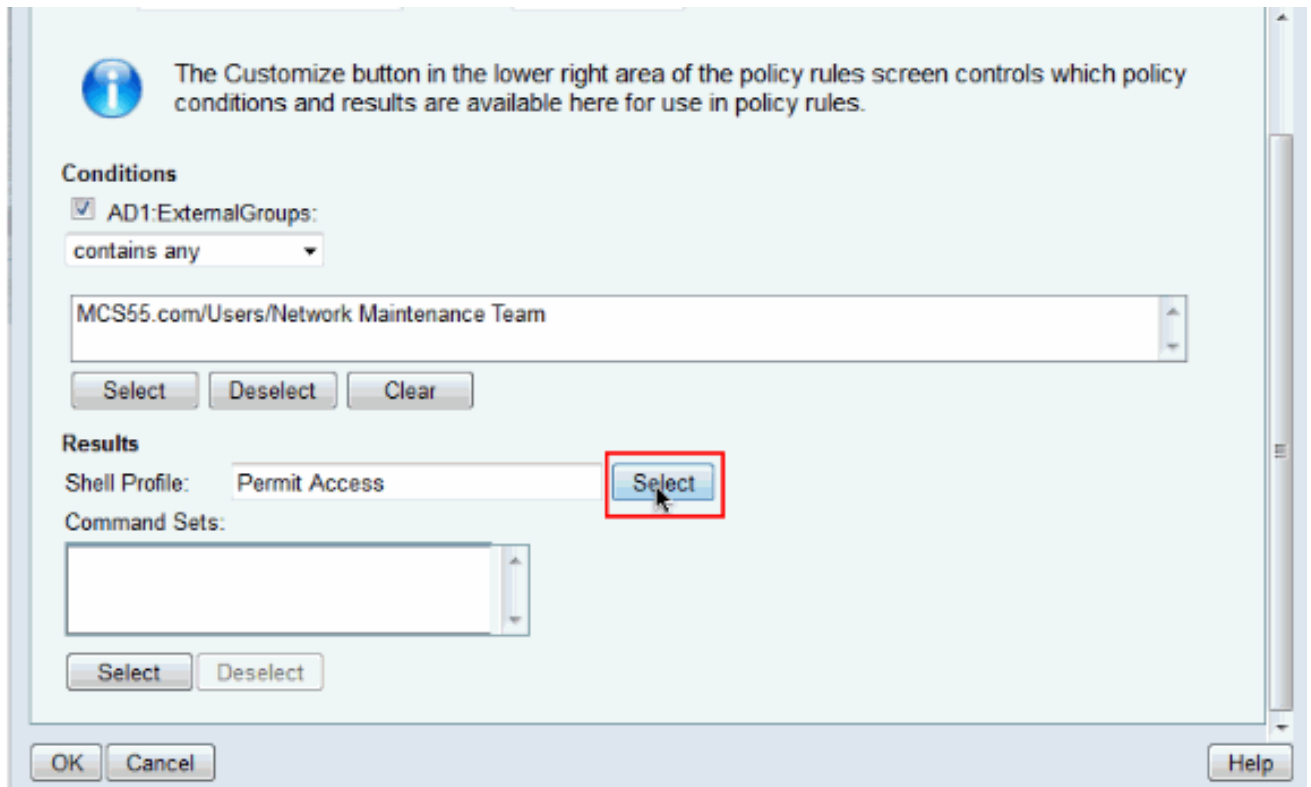 The Customize button in the lower right area of the policy rules screen controls which policy
conditions and results are available here for use in policy rules.
Conditions
AD1:ExternalGroups:
contains any
MCS55.com/Users/Network Maintenance Team
Select Deselect Clear
Results
Shell Profile: Permit Access Select
Command Sets:
Select Deselect
OK Cancel Help